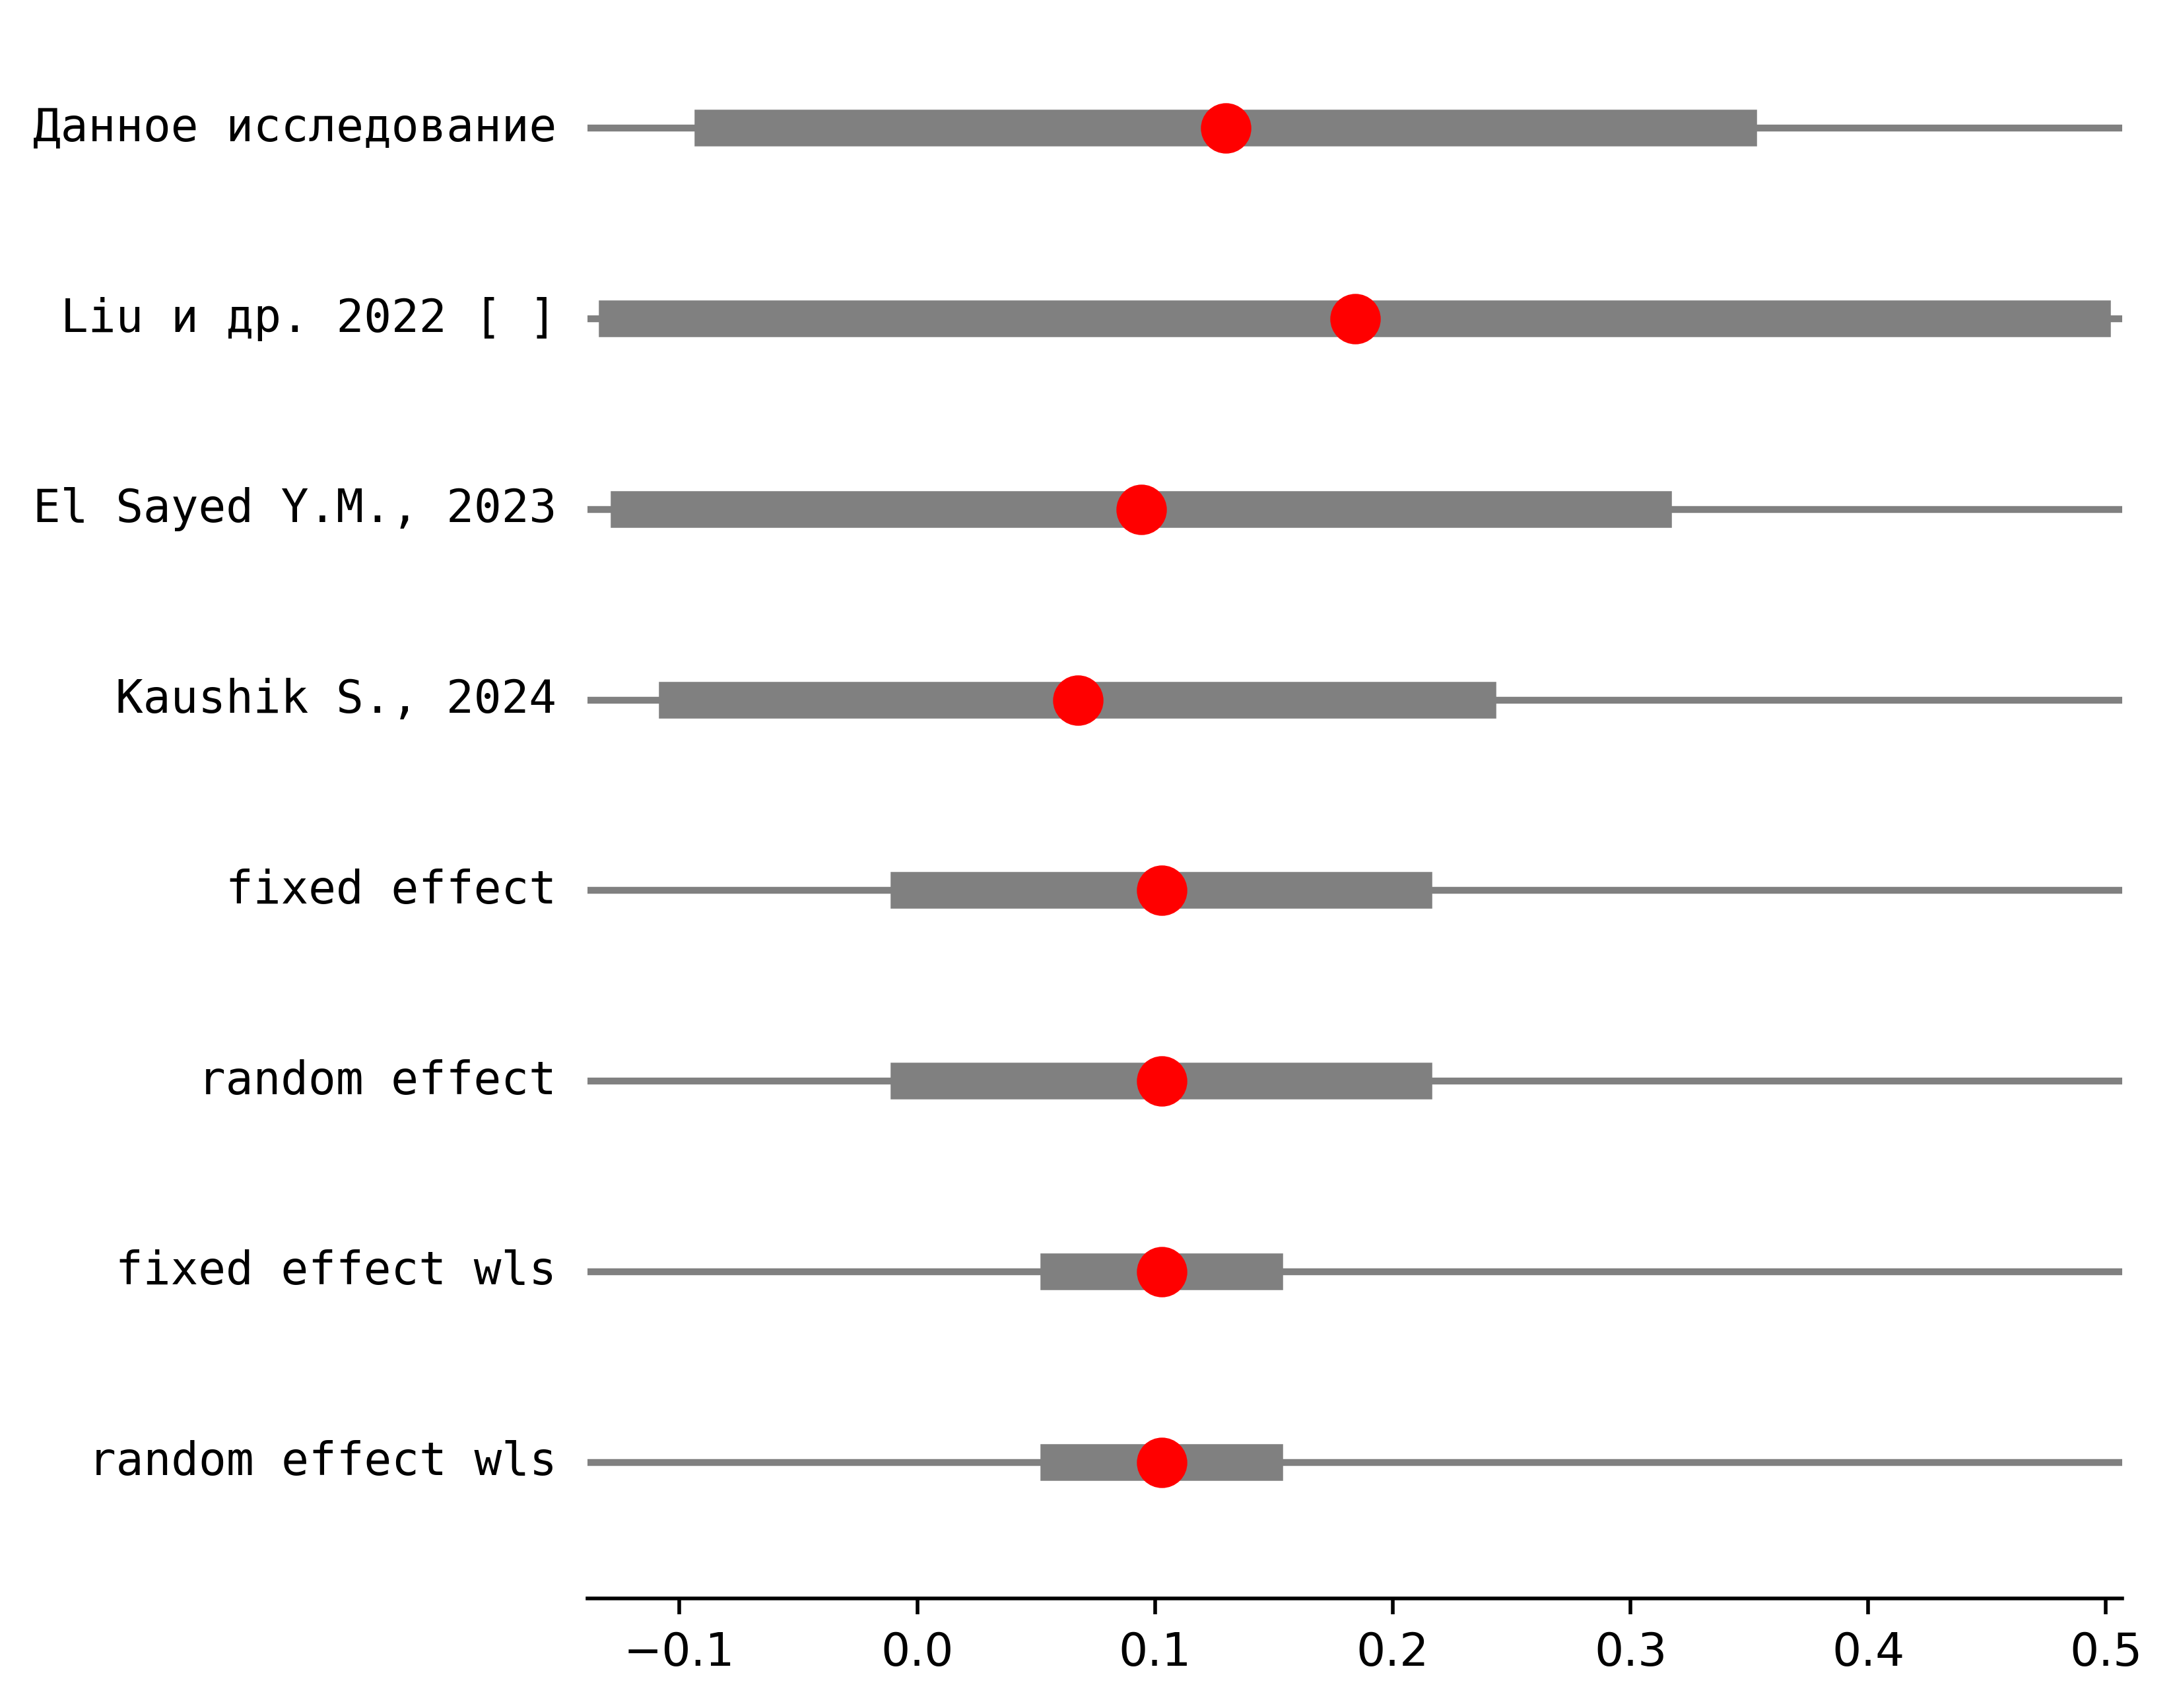 Данное исследование
Liu и др. 2022 [ ]
El Sayed Y.M., 2023
Kaushik S., 2024
fixed effect
random effect
fixed effect wls
random effect wls
−0.1 0.0 0.1 0.2 0.3 0.4 0.5